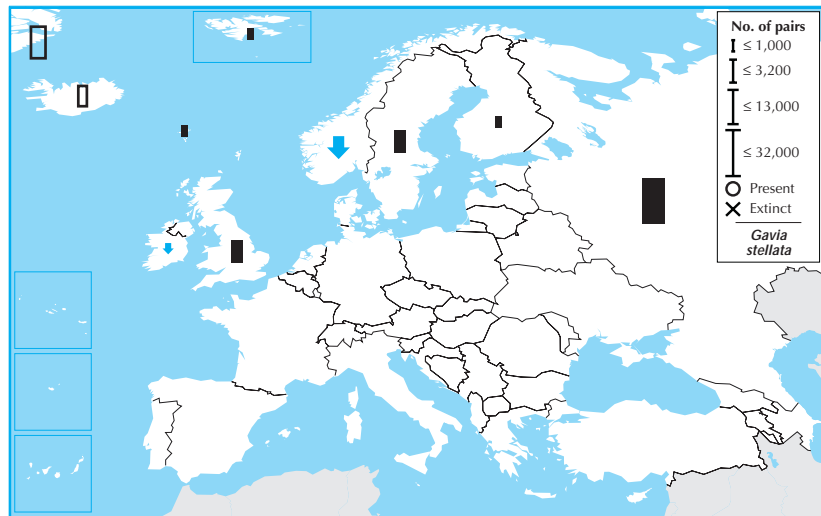 No. of pairs
≤ 1,000
≤ 3,200
≤ 13,000
≤ 32,000
Present
Extinct
Gavia
stellata